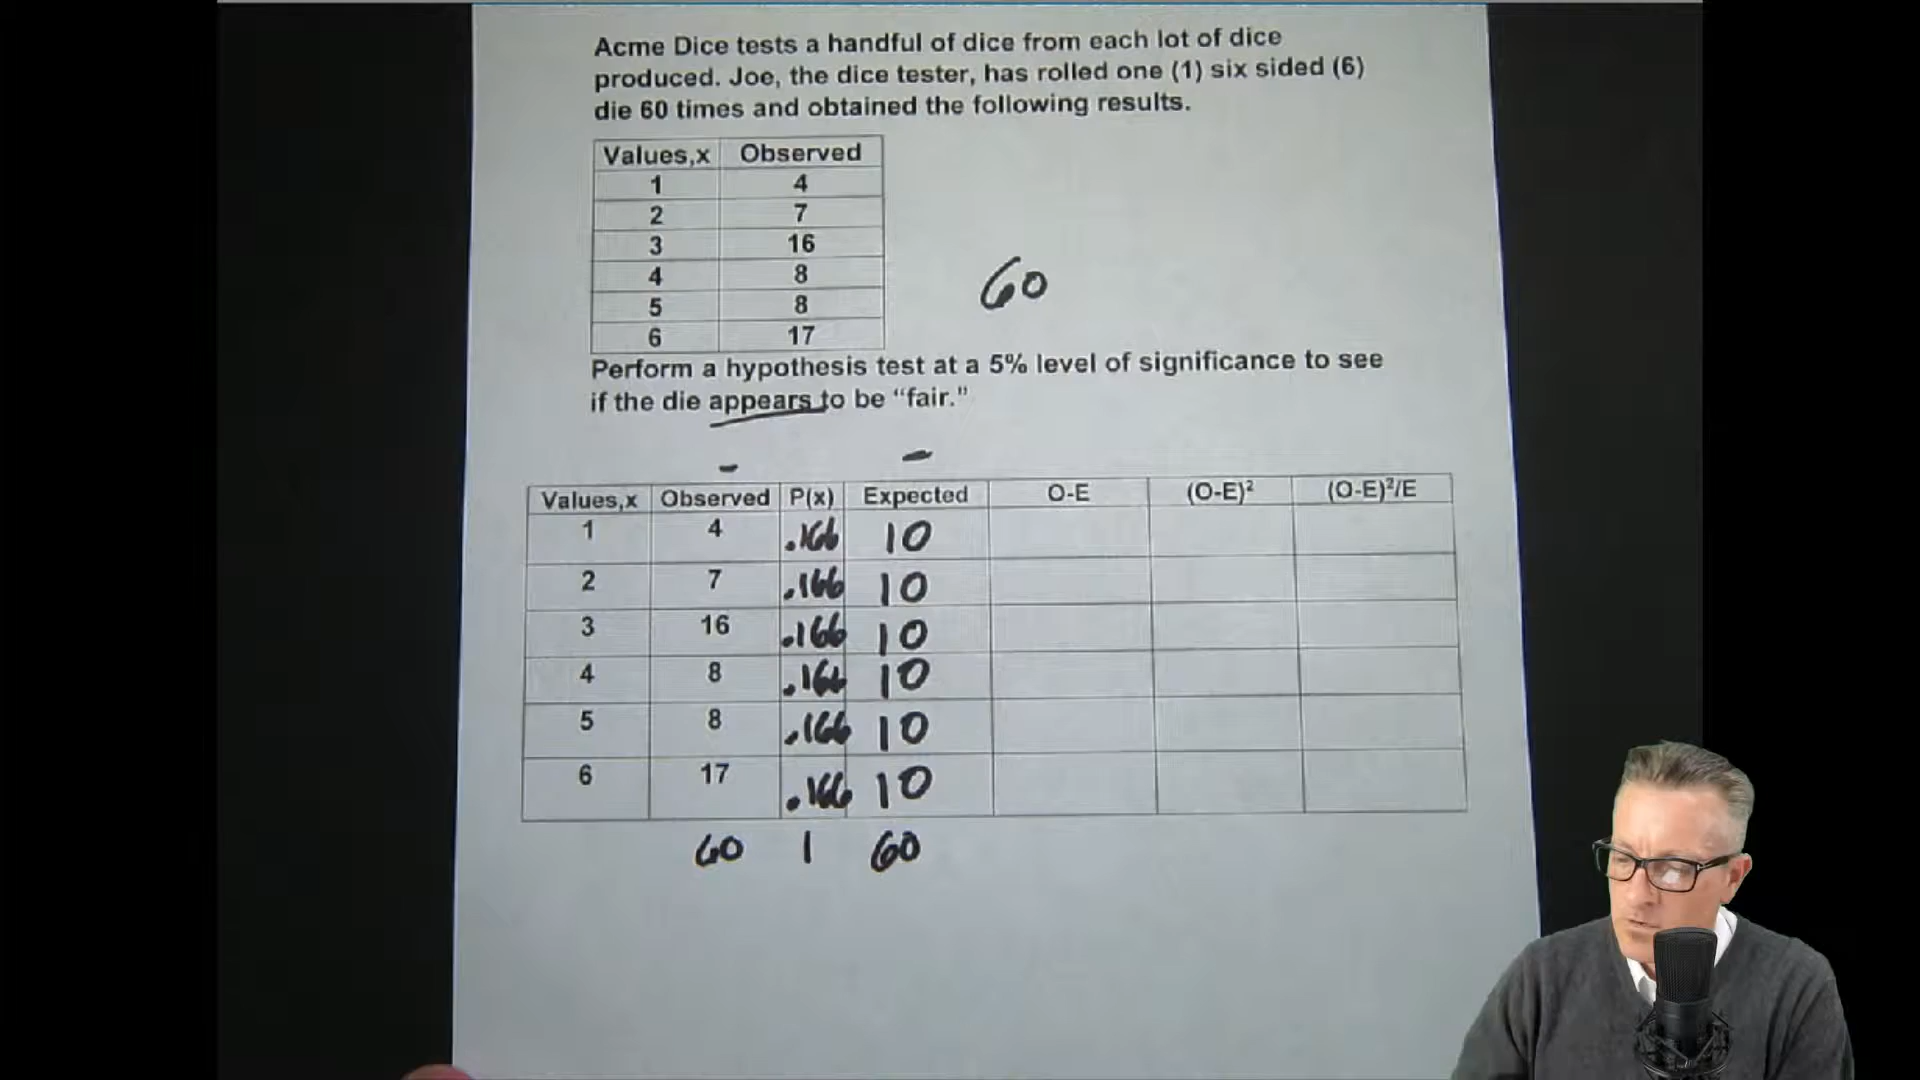 Acme Dice tests a handful of dice from each lot of dice
produced. Joe, the dice tester, has rolled one (1) six sided (6)
die 60 times and obtained the following results.
Values,x Observed
1 4
2 7
3 16
4 8
5 8
6 17
60
Perform a hypothesis test at a 5% level of significance to see
if the die appears to be “fair.”
Values,x Observed P(x) Expected O-E (O-E)² (O-E)²/E
1 4 .166 10
2 7 .166 10
3 16 .166 10
4 8 .166 10
5 8 .166 10
6 17 .166 10
60 1 60